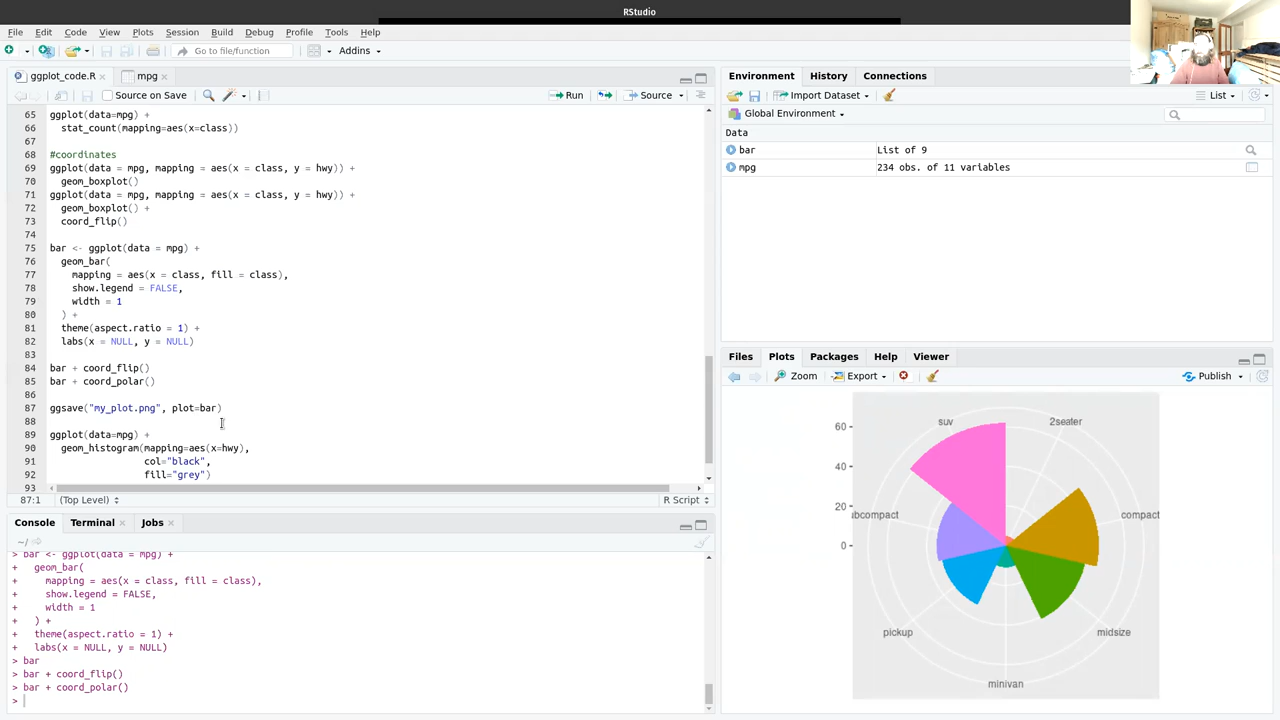 RStudio
File Edit Code View Plots Session Build Debug Profile Tools Help
Go to file/function Addins
ggplot_code.R mpg
Source on Save Run Source
65 ggplot(data=mpg) +
66 stat_count(mapping=aes(x=class))
67
68 #coordinates
69 ggplot(data = mpg, mapping = aes(x = class, y = hwy)) +
70 geom_boxplot()
71 ggplot(data = mpg, mapping = aes(x = class, y = hwy)) +
72 geom_boxplot() +
73 coord_flip()
74
75 bar <- ggplot(data = mpg) +
76 geom_bar(
77 mapping = aes(x = class, fill = class),
78 show.legend = FALSE,
79 width = 1
80 ) +
81 theme(aspect.ratio = 1) +
82 labs(x = NULL, y = NULL)
83
84 bar + coord_flip()
85 bar + coord_polar()
86
87 ggsave("my_plot.png", plot=bar)
88
89 ggplot(data=mpg) +
90 geom_histogram(mapping=aes(x=hwy),
91 col="black",
92 fill="grey")
93
87:1 (Top Level) R Script
Console Terminal Jobs
~/
> bar <- ggplot(data = mpg) +
+ geom_bar(
+ mapping = aes(x = class, fill = class),
+ show.legend = FALSE,
+ width = 1
+ ) +
+ theme(aspect.ratio = 1) +
+ labs(x = NULL, y = NULL)
> bar
> bar + coord_flip()
> bar + coord_polar()
>
Environment History Connections
Import Dataset List
Global Environment
Data
bar List of 9
mpg 234 obs. of 11 variables
Files Plots Packages Help Viewer
Zoom Export Publish
60
40
20
0
suv
2seater
ubcompact
compact
pickup
midsize
minivan